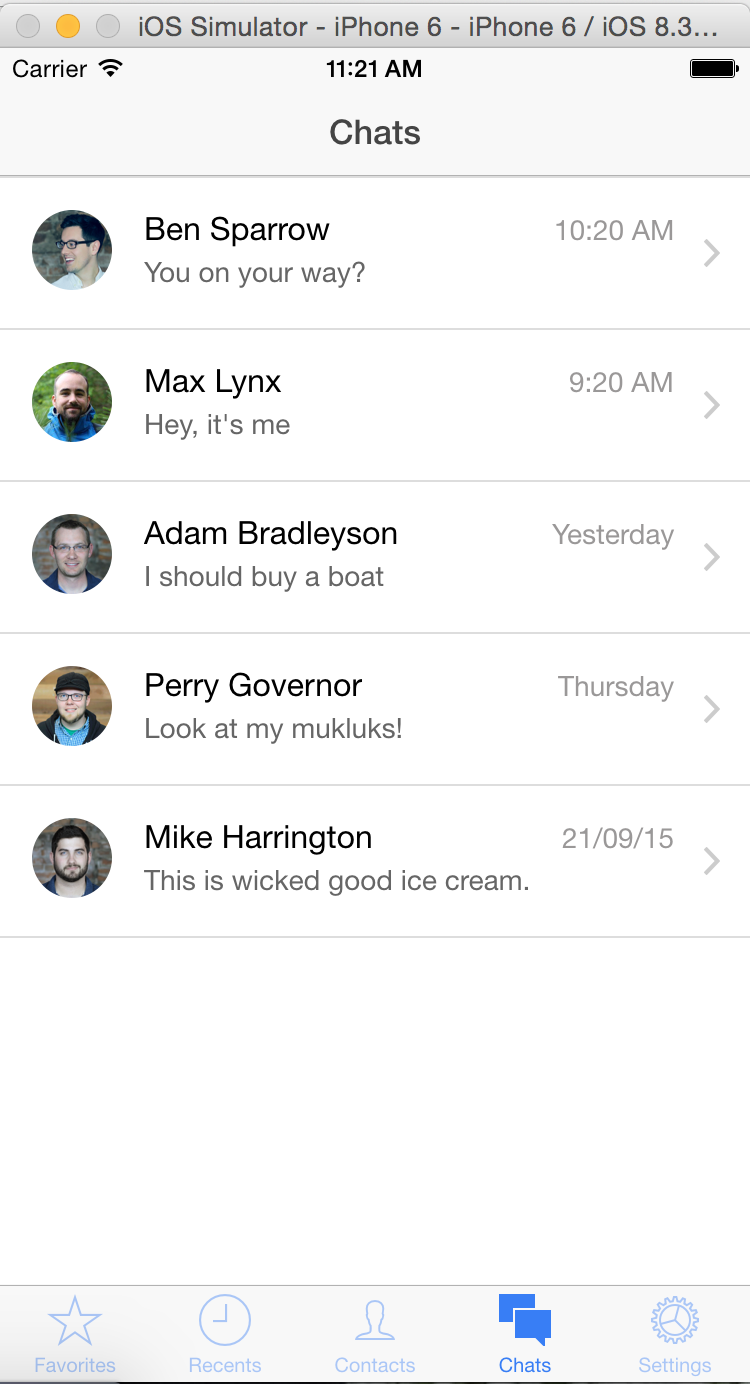 iOS Simulator - iPhone 6 - iPhone 6 / iOS 8.3...
Carrier 11:21 AM
Chats
Ben Sparrow 10:20 AM
You on your way?
Max Lynx 9:20 AM
Hey, it's me
Adam Bradleyson Yesterday
I should buy a boat
Perry Governor Thursday
Look at my mukluks!
Mike Harrington 21/09/15
This is wicked good ice cream.
Favorites Recents Contacts Chats Settings